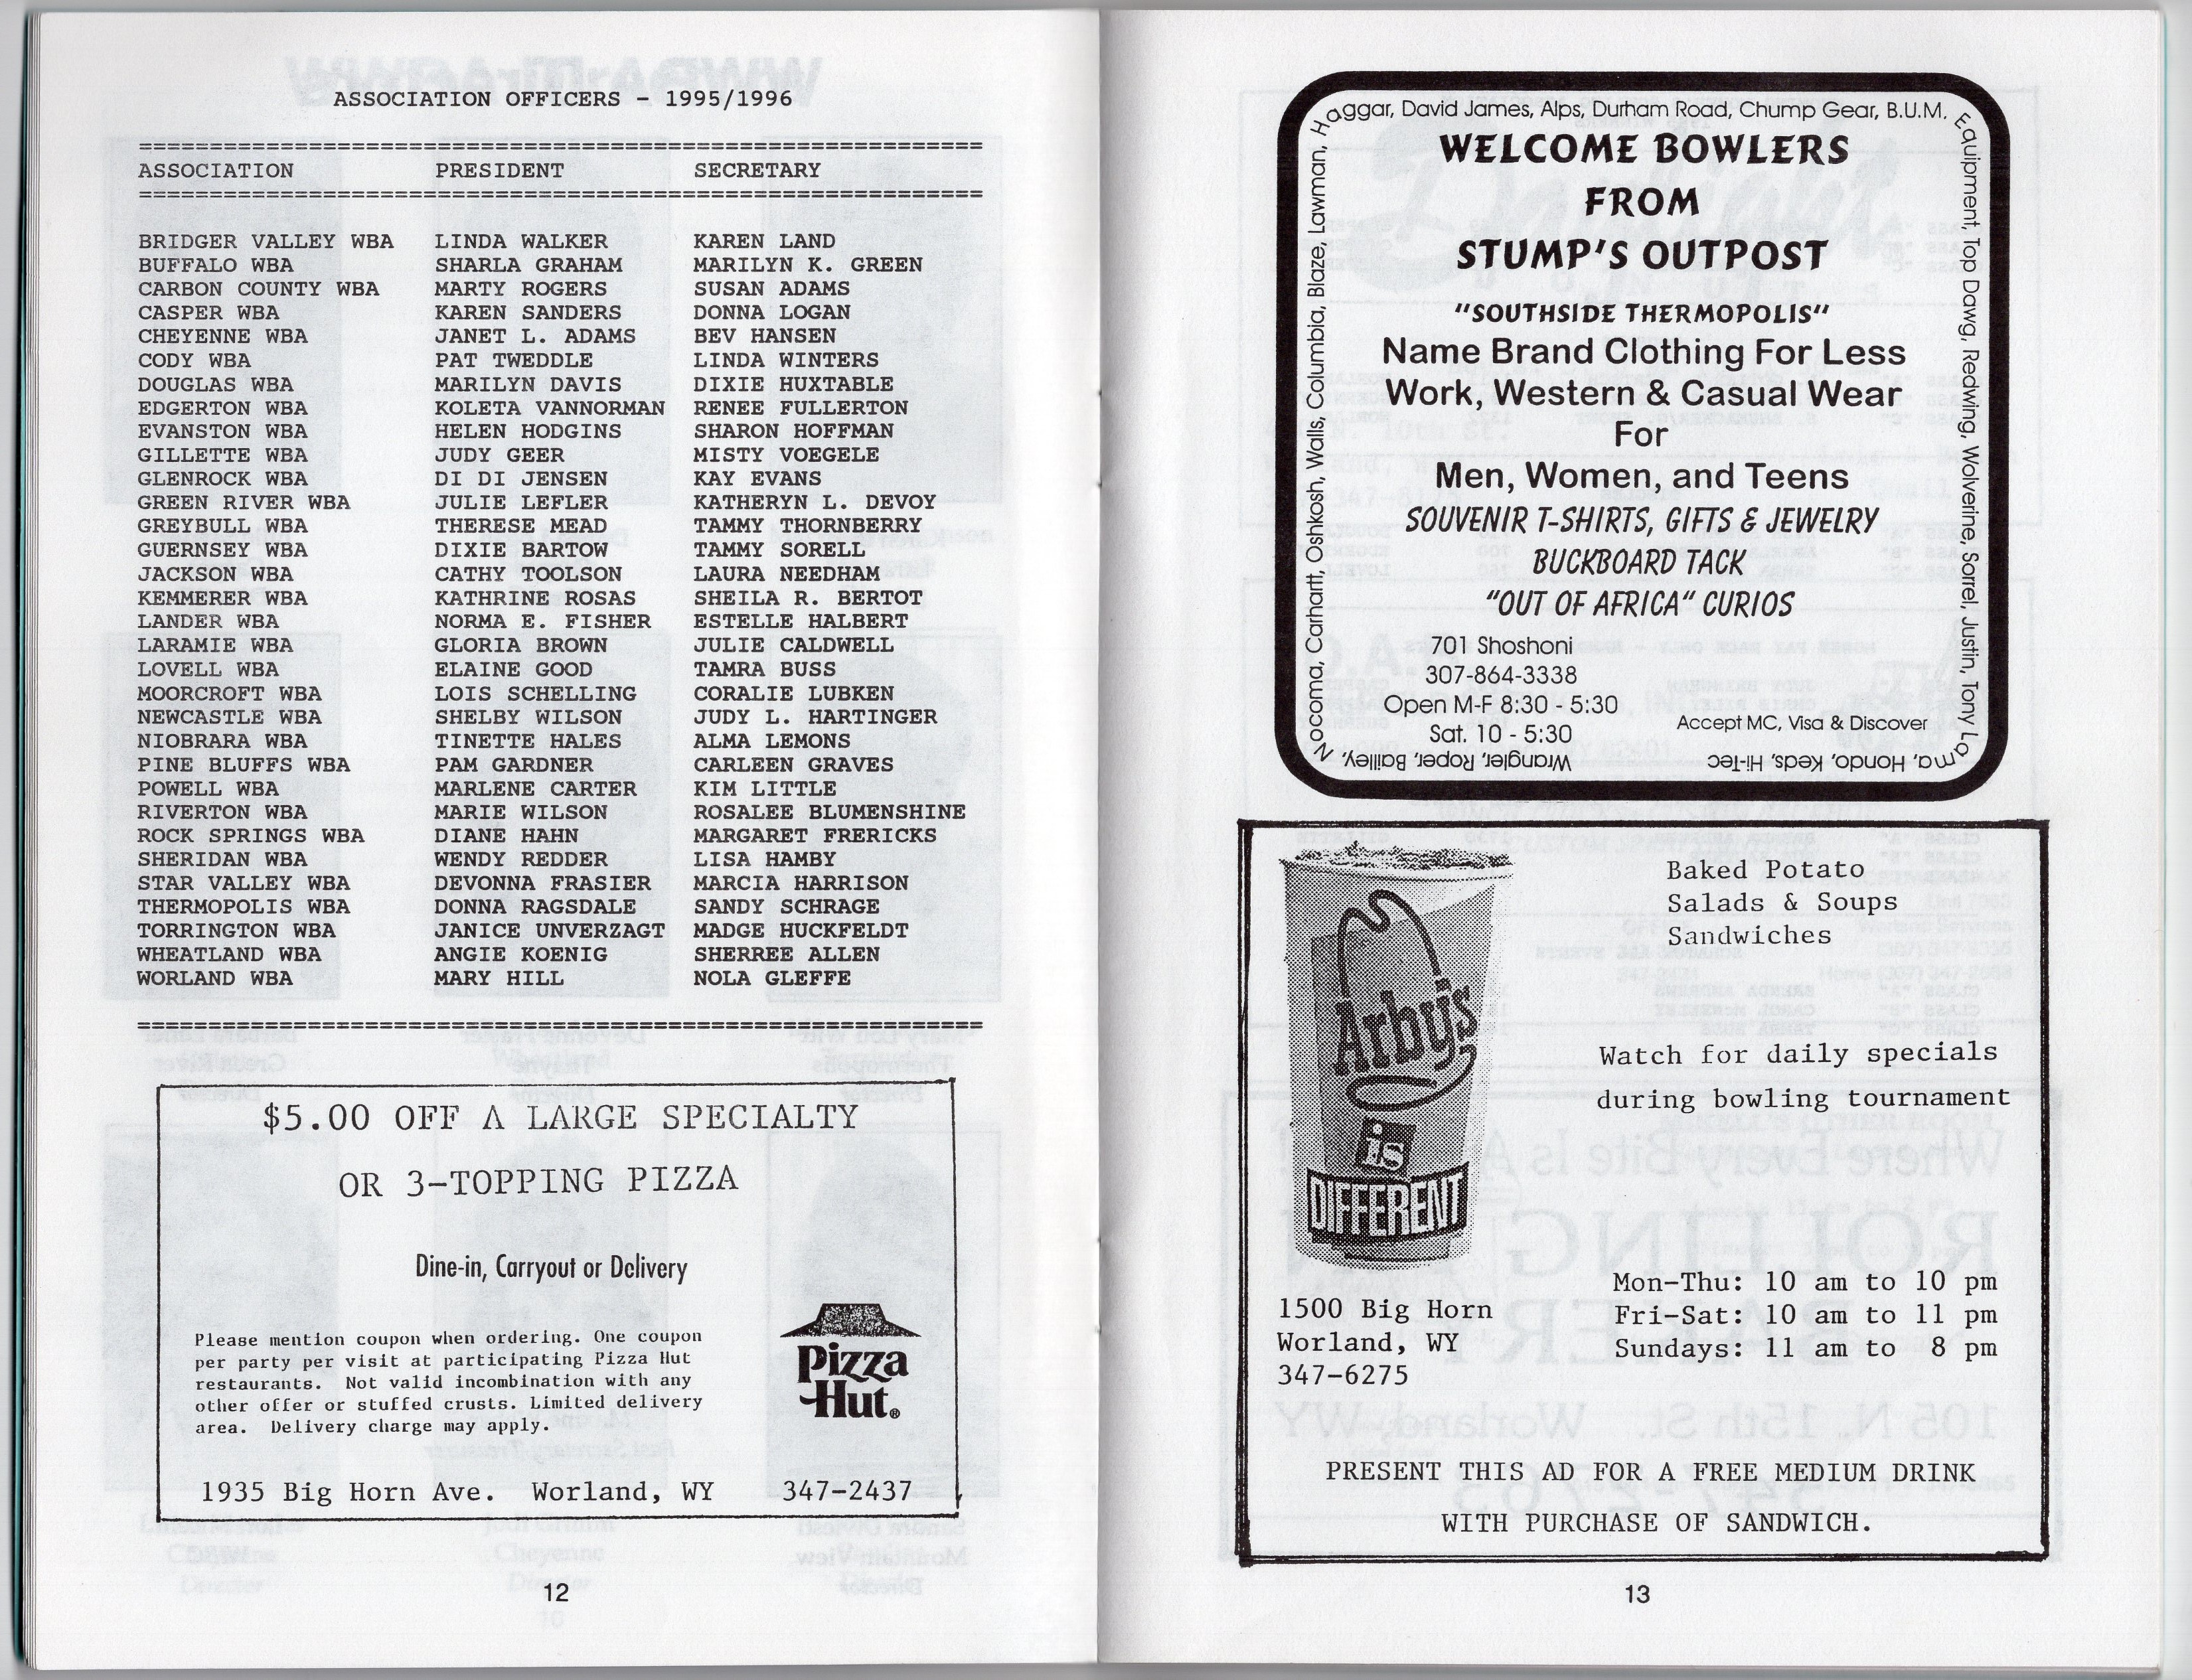 ASSOCIATION OFFICERS - 1995/1996
ASSOCIATION PRESIDENT SECRETARY
BRIDGER VALLEY WBA LINDA WALKER KAREN LAND
BUFFALO WBA SHARLA GRAHAM MARILYN K. GREEN
CARBON COUNTY WBA MARTY ROGERS SUSAN ADAMS
CASPER WBA KAREN SANDERS DONNA LOGAN
CHEYENNE WBA JANET L. ADAMS BEV HANSEN
CODY WBA PAT TWEDDLE LINDA WINTERS
DOUGLAS WBA MARILYN DAVIS DIXIE HUXTABLE
EDGERTON WBA KOLETA VANNORMAN RENEE FULLERTON
EVANSTON WBA HELEN HODGINS SHARON HOFFMAN
GILLETTE WBA JUDY GEER MISTY VOEGELE
GLENROCK WBA DI DI JENSEN KAY EVANS
GREEN RIVER WBA JULIE LEFLER KATHERYN L. DEVOY
GREYBULL WBA THERESE MEAD TAMMY THORNBERRY
GUERNSEY WBA DIXIE BARTOW TAMMY SORELL
JACKSON WBA CATHY TOOLSON LAURA NEEDHAM
KEMMERER WBA KATHRINE ROSAS SHEILA R. BERTOT
LANDER WBA NORMA E. FISHER ESTELLE HALBERT
LARAMIE WBA GLORIA BROWN JULIE CALDWELL
LOVELL WBA ELAINE GOOD TAMRA BUSS
MOORCROFT WBA LOIS SCHELLING CORALIE LUBKEN
NEWCASTLE WBA SHELBY WILSON JUDY L. HARTINGER
NIOBRARA WBA TINETTE HALES ALMA LEMONS
PINE BLUFFS WBA PAM GARDNER CARLEEN GRAVES
POWELL WBA MARLENE CARTER KIM LITTLE
RIVERTON WBA MARIE WILSON ROSALEE BLUMENSHINE
ROCK SPRINGS WBA DIANE HAHN MARGARET FRERICKS
SHERIDAN WBA WENDY REDDER LISA HAMBY
STAR VALLEY WBA DEVONNA FRASIER MARCIA HARRISON
THERMOPOLIS WBA DONNA RAGSDALE SANDY SCHRAGE
TORRINGTON WBA JANICE UNVERZAGT MADGE HUCKFELDT
WHEATLAND WBA ANGIE KOENIG SHERREE ALLEN
WORLAND WBA MARY HILL NOLA GLEFFE
$5.00 OFF A LARGE SPECIALTY
OR 3-TOPPING PIZZA
Dine-in, Carryout or Delivery
Please mention coupon when ordering. One coupon
per party per visit at participating Pizza Hut
restaurants. Not valid incombination with any
other offer or stuffed crusts. Limited delivery
area. Delivery charge may apply.
Pizza
Hut®
1935 Big Horn Ave. Worland, WY 347-2437
12
Nocoma, Carhartt, Oshkosh, Walls, Columbia, Blaze, Lawman, Haggar, David James, Alps, Durham Road, Chump Gear, B.U.M. Equipment, Top Dawg, Redwing, Wolverine, Sorrel, Justin, Tony Lama, Hondo, Keds, Hi-Tec
Wrangler, Roper, Bailley,
WELCOME BOWLERS
FROM
STUMP'S OUTPOST
"SOUTHSIDE THERMOPOLIS"
Name Brand Clothing For Less
Work, Western & Casual Wear
For
Men, Women, and Teens
SOUVENIR T-SHIRTS, GIFTS & JEWELRY
BUCKBOARD TACK
"OUT OF AFRICA" CURIOS
701 Shoshoni
307-864-3338
Open M-F 8:30 - 5:30
Sat. 10 - 5:30
Accept MC, Visa & Discover
Baked Potato
Salads & Soups
Sandwiches
Arby's
is
DIFFERENT
Watch for daily specials
during bowling tournament
1500 Big Horn
Worland, WY
347-6275
Mon-Thu: 10 am to 10 pm
Fri-Sat: 10 am to 11 pm
Sundays: 11 am to 8 pm
PRESENT THIS AD FOR A FREE MEDIUM DRINK
WITH PURCHASE OF SANDWICH.
13